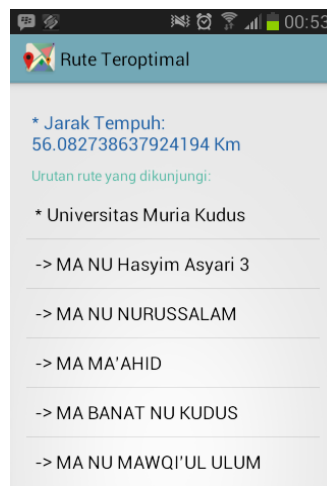 00:53
Rute Teroptimal
* Jarak Tempuh:
56.082738637924194 Km
Urutan rute yang dikunjungi:
* Universitas Muria Kudus
-> MA NU Hasyim Asyari 3
-> MA NU NURUSSALAM
-> MA MA'AHID
-> MA BANAT NU KUDUS
-> MA NU MAWQI'UL ULUM